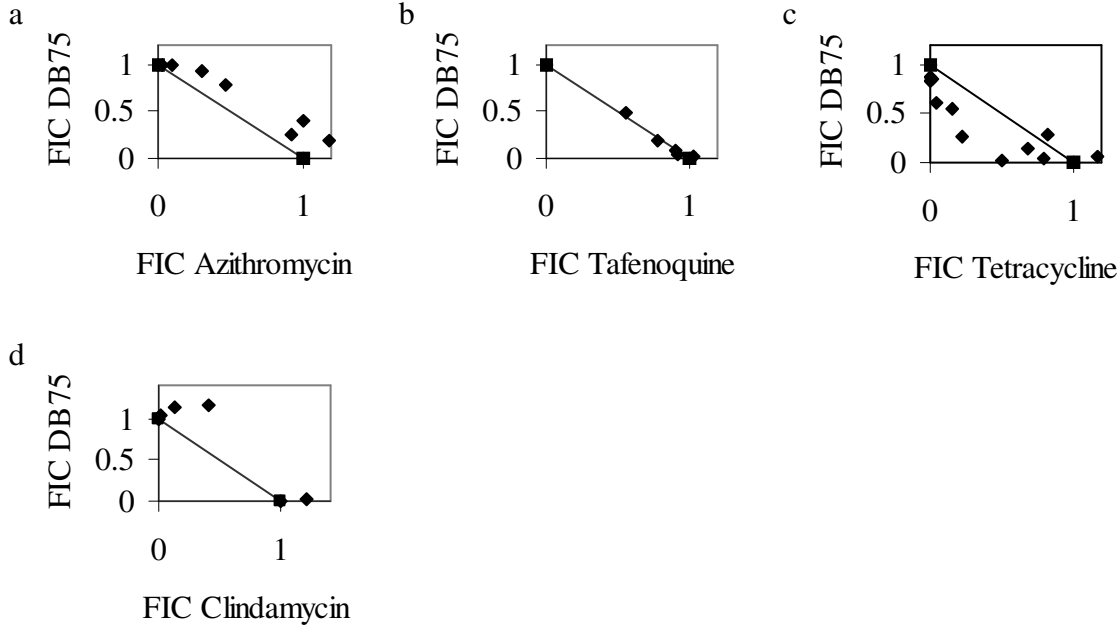 a
FIC DB75
1
0.5
0
0 1
FIC Azithromycin
b
FIC DB75
1
0.5
0
0 1
FIC Tafenoquine
c
FIC DB75
1
0.5
0
0 1
FIC Tetracycline
d
FIC DB75
1
0.5
0
0 1
FIC Clindamycin